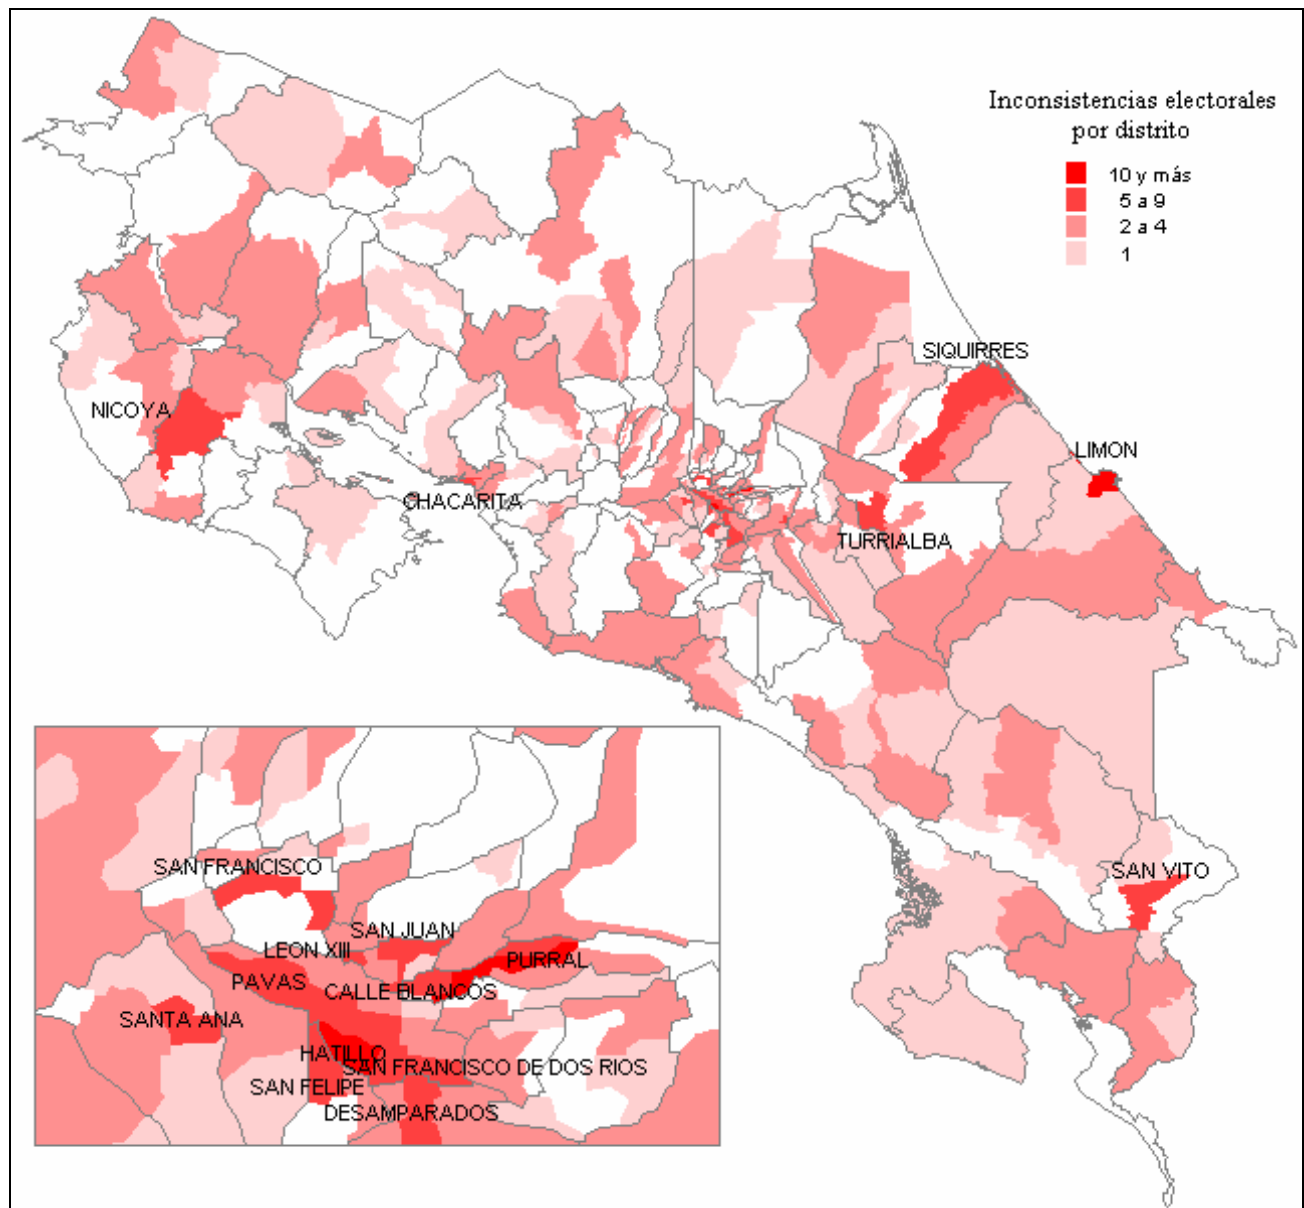 Inconsistencias electorales
por distrito
10 y más
5 a 9
2 a 4
1
SIQUIRRES
NICOYA
LIMON
CHACARITA
TURRIALBA
SAN VITO
SAN FRANCISCO
SAN JUAN
LEON XIII
PURRAL
PAVAS
CALLE BLANCOS
SANTA ANA
HATILLO
SAN FRANCISCO DE DOS RIOS
SAN FELIPE
DESAMPARADOS